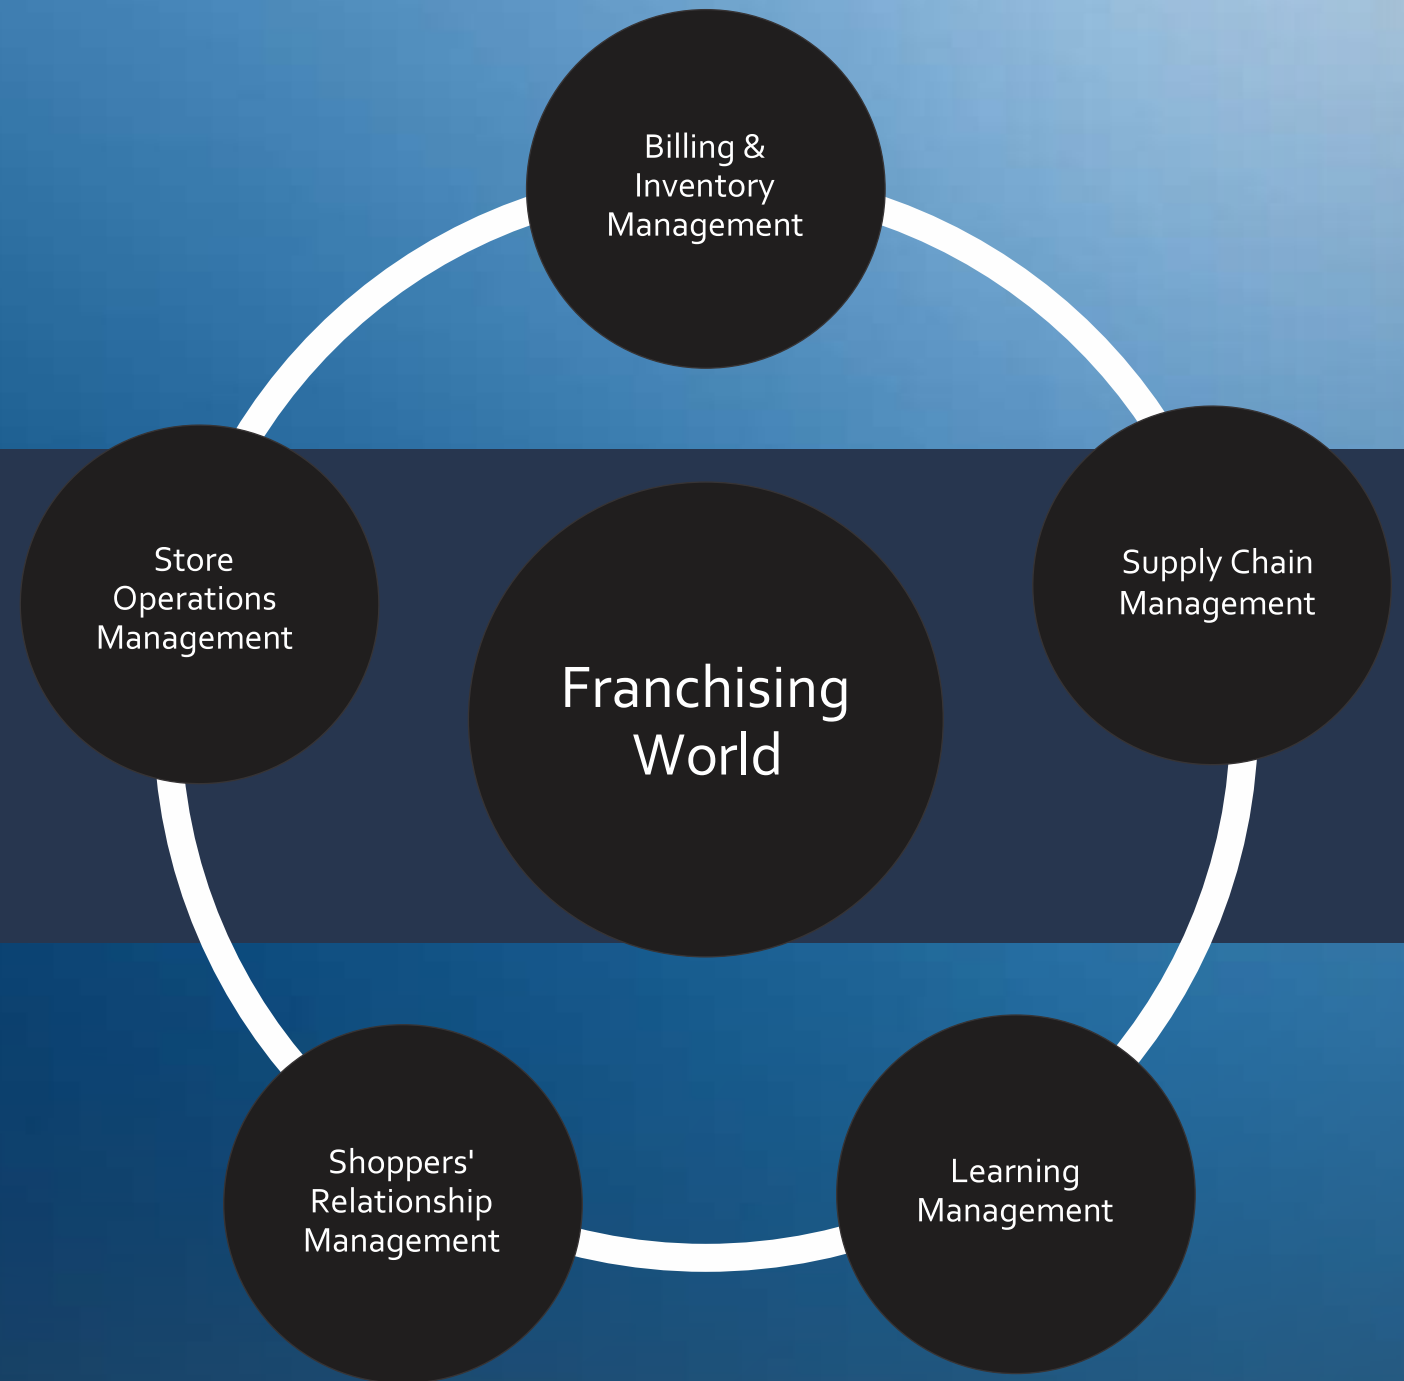 Billing &
Inventory
Management
Store
Operations
Management
Supply Chain
Management
Franchising
World
Shoppers'
Relationship
Management
Learning
Management